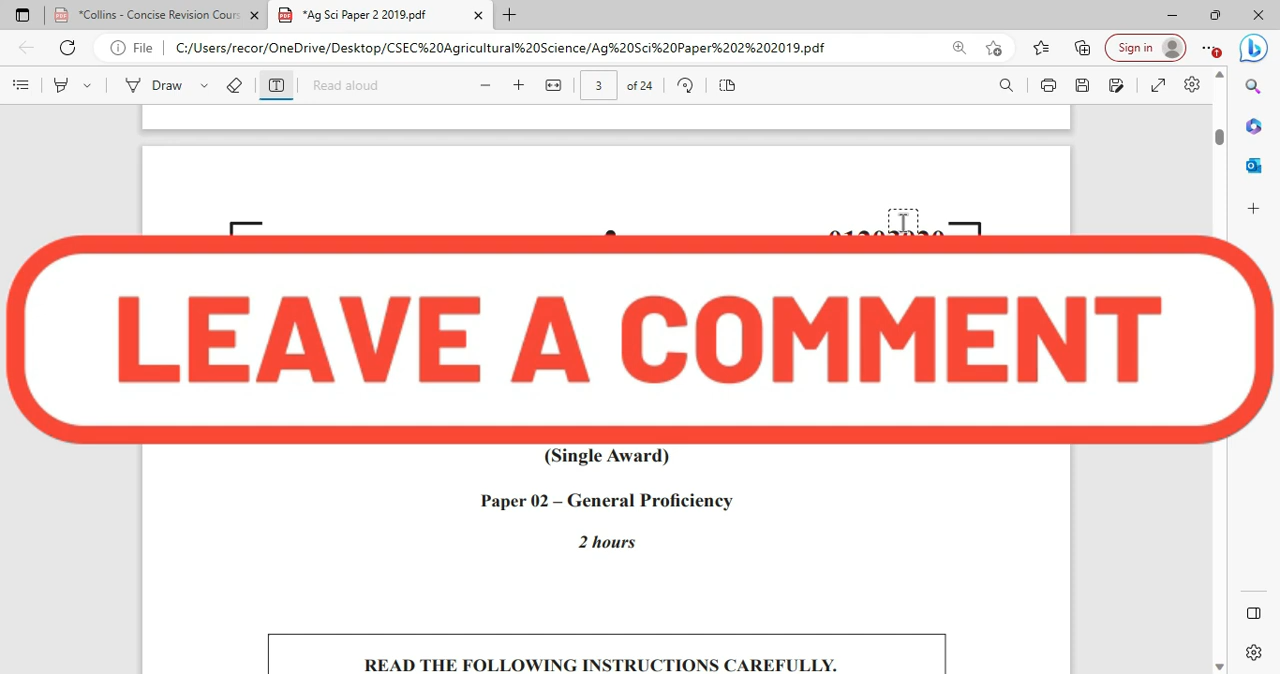 *Collins - Concise Revision Cours
*Ag Sci Paper 2 2019.pdf
File
C:/Users/recor/OneDrive/Desktop/CSEC%20Agricultural%20Science/Ag%20Sci%20Paper%202%202019.pdf
Sign in
Draw
Read aloud
3
of 24
LEAVE A COMMENT
(Single Award)
Paper 02 – General Proficiency
2 hours
READ THE FOLLOWING INSTRUCTIONS CAREFULLY.